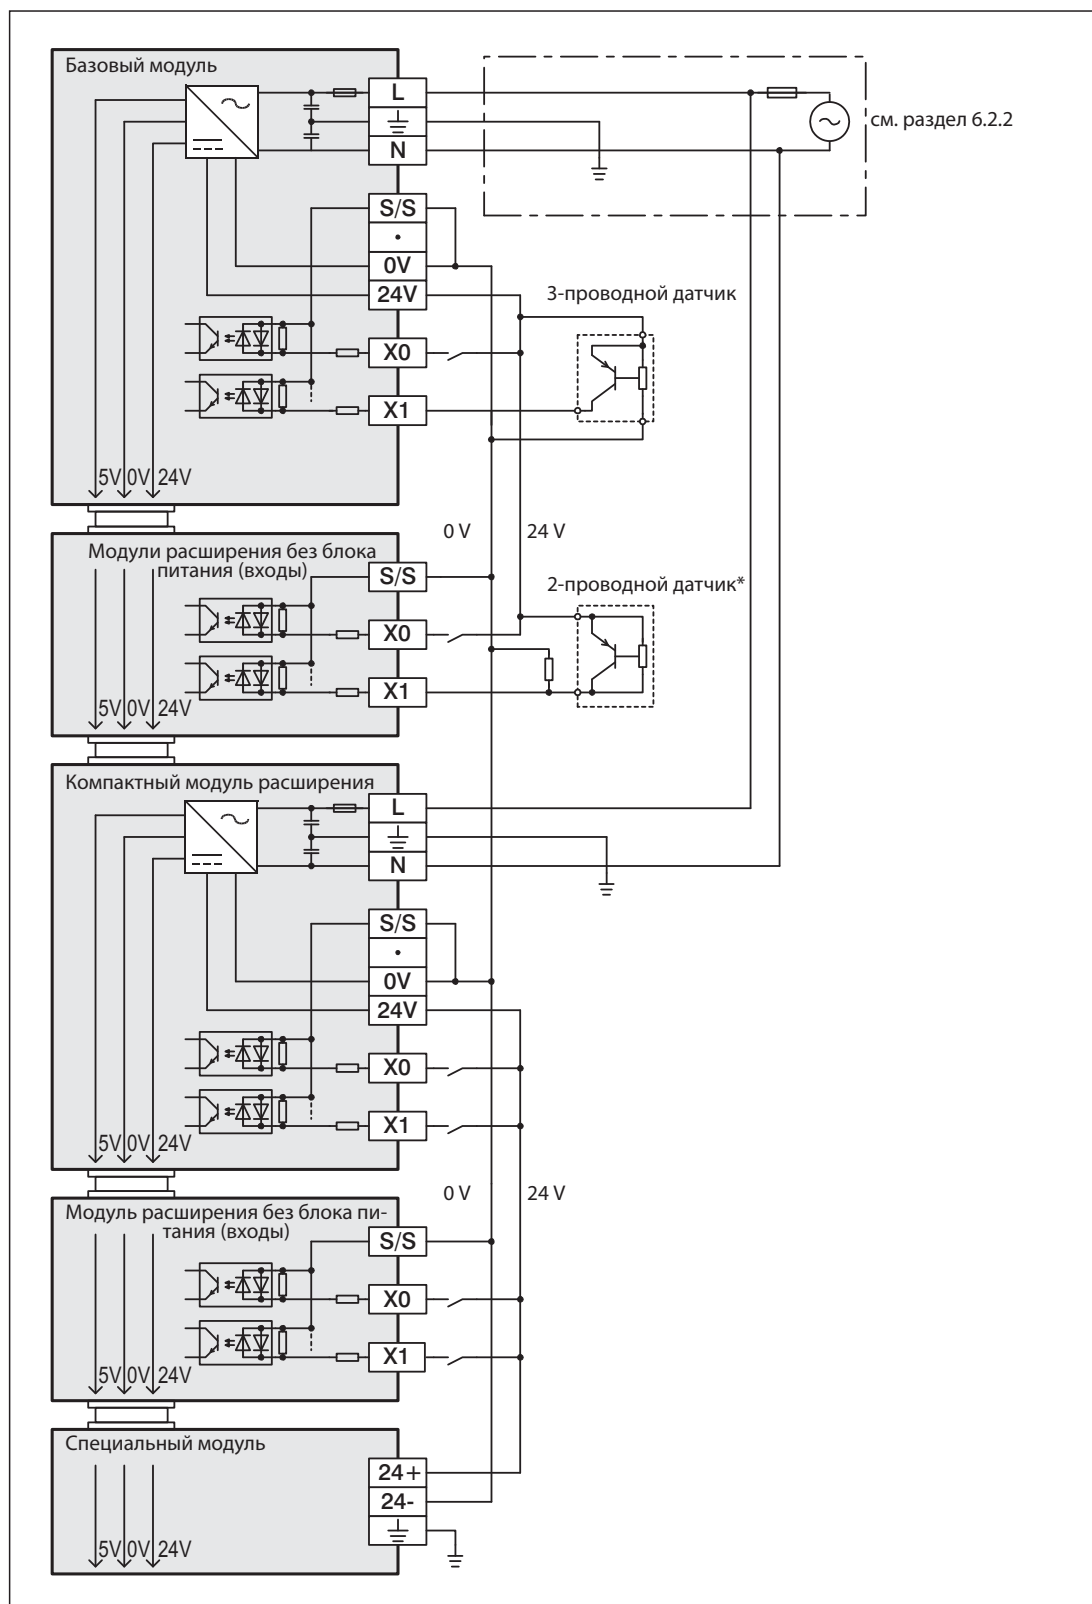 Базовый модуль
L
N
см. раздел 6.2.2
S/S
0V
24V
3-проводной датчик
X0
X1
5V 0V 24V
0 V 24 V
Модули расширения без блока
питания (входы)
S/S
2-проводной датчик*
X0
X1
5V 0V 24V
Компактный модуль расширения
L
N
S/S
0V
24V
X0
X1
5V 0V 24V
0 V 24 V
Модуль расширения без блока пи-
тания (входы)
S/S
X0
X1
5V 0V 24V
Специальный модуль
24+
24-
5V 0V 24V